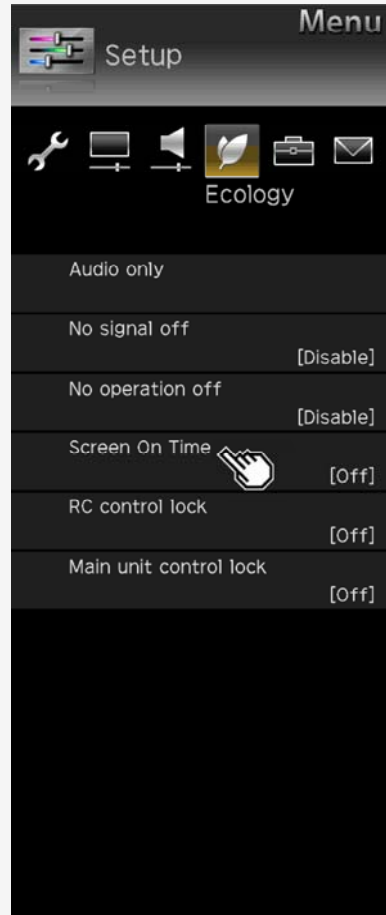 Menu
Setup
Ecology
Audio only
No signal off
[Disable]
No operation off
[Disable]
Screen On Time
[Off]
RC control lock
[Off]
Main unit control lock
[Off]